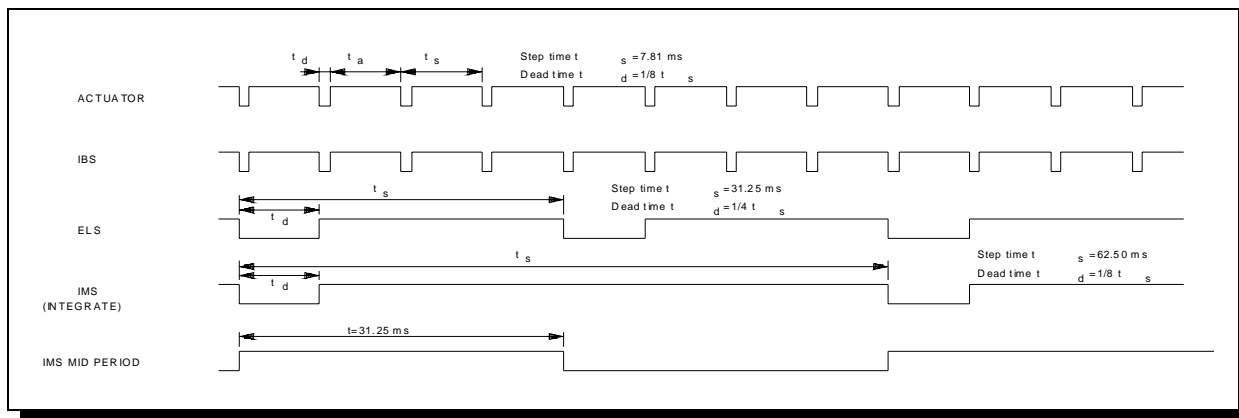 t d t a t s
Step time t s =7.81 ms
Dead time t d =1/8 t s
ACTUATOR
IBS
t s
Step time t s =31.25 ms
Dead time t d =1/4 t s
t d
ELS
t s
Step time t s =62.50 ms
Dead time t d =1/8 t s
t d
IMS
(INTEGRATE)
t=31.25 ms
IMS MID PERIOD